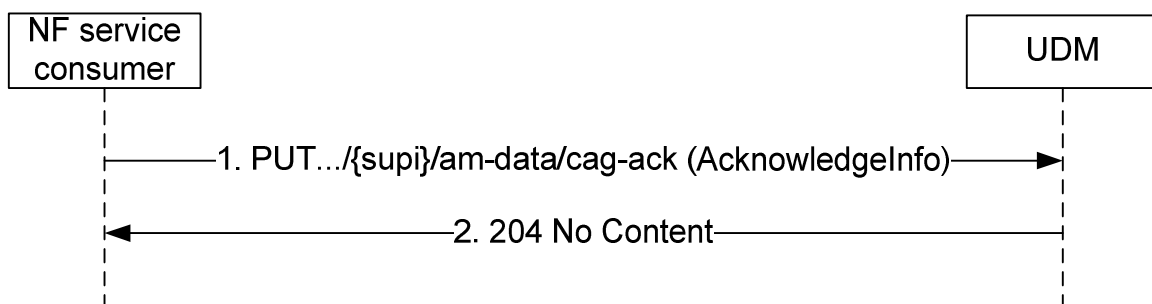 NF service
consumer
UDM
1. PUT.../{supi}/am-data/cag-ack (AcknowledgeInfo)
2. 204 No Content